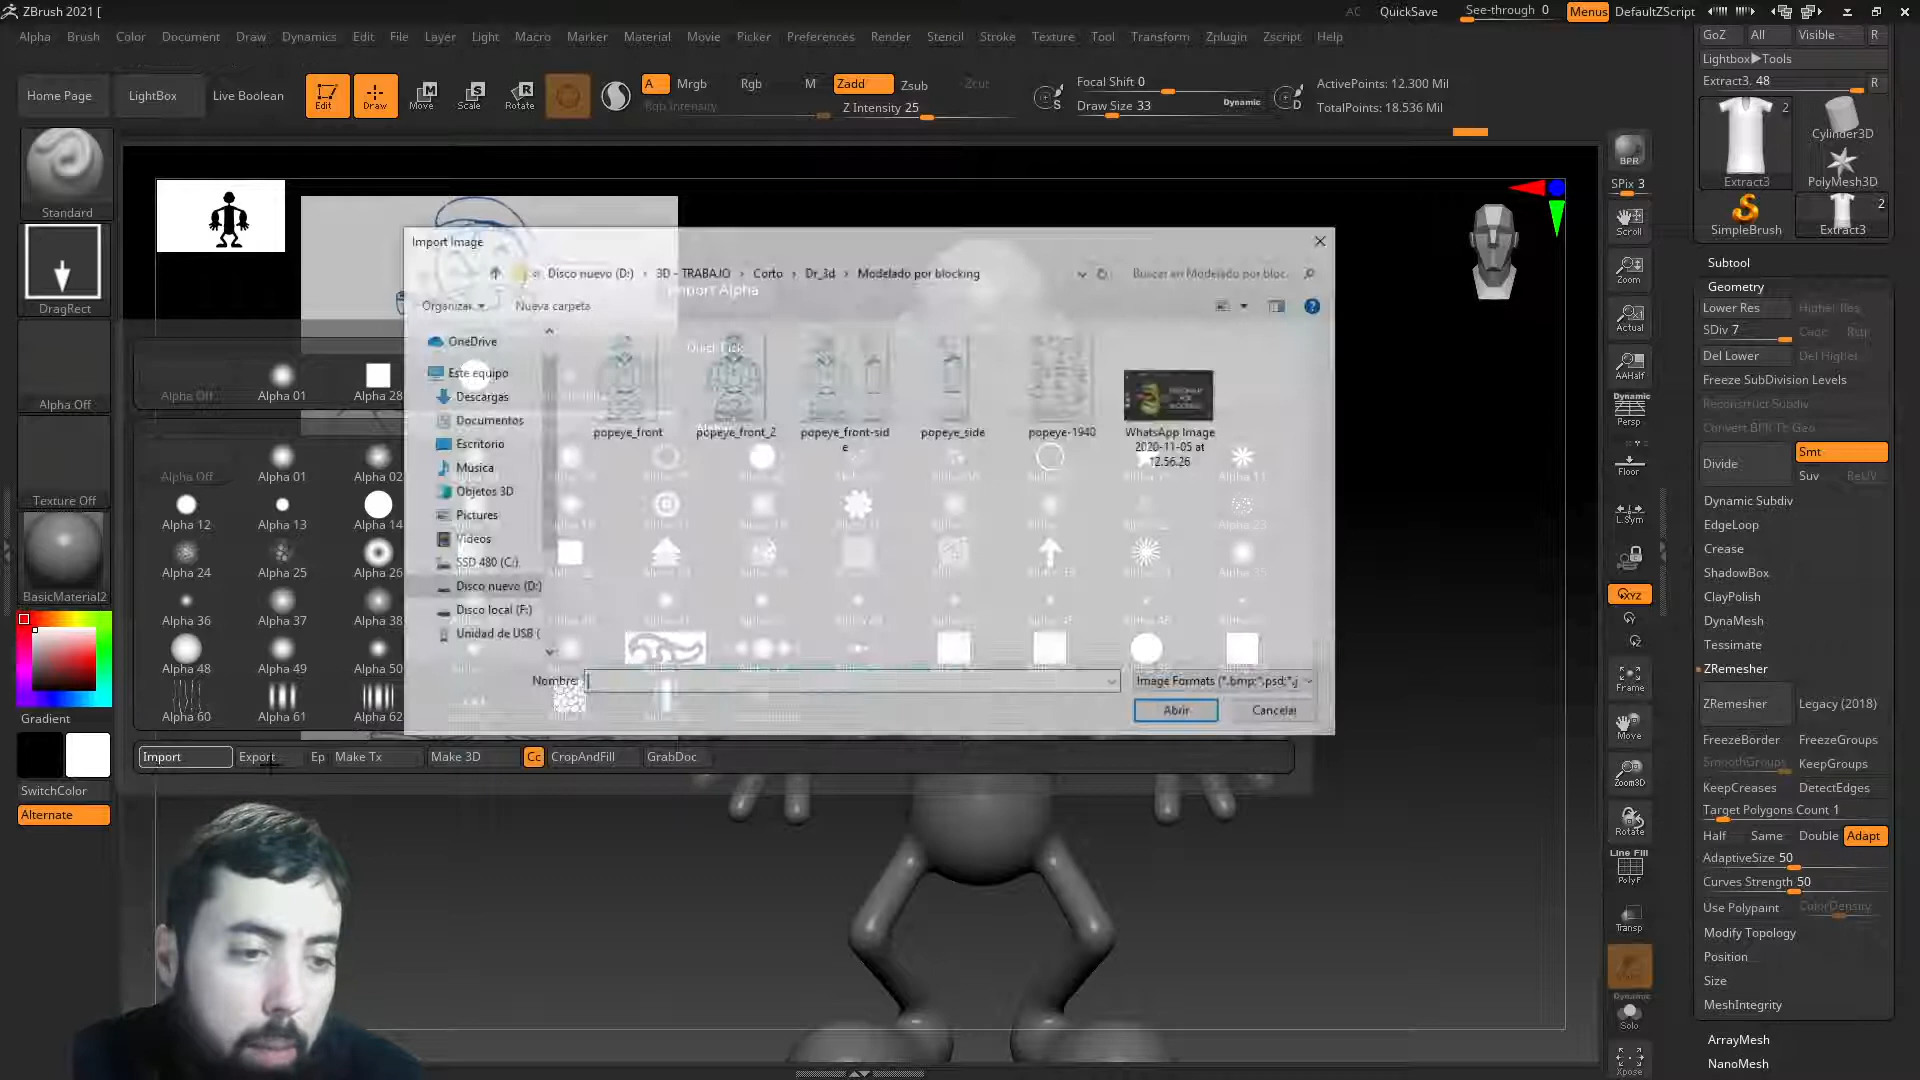 ZBrush 2021 [
AC QuickSave See-through 0 Menus DefaultZScript
Alpha Brush Color Document Draw Dynamics Edit File Layer Light Macro Marker Material Movie Picker Preferences Render Stencil Stroke Texture Tool Transform Zplugin Zscript Help
Home Page LightBox Live Boolean Edit Draw Move Scale Rotate
A Mrgb Rgb M Zadd Zsub Zcut
Rgb Intensity Z Intensity 25
Focal Shift 0
Draw Size 33 Dynamic
S D
ActivePoints: 12.300 Mil
TotalPoints: 18.536 Mil
Standard
DragRect
Alpha Off
Texture Off
BasicMaterial2
Gradient
SwitchColor
Alternate
Alpha Off Alpha 01 Alpha 28
Alpha Off Alpha 01 Alpha 02
Alpha 12 Alpha 13 Alpha 14
Alpha 23
Alpha 24 Alpha 25 Alpha 26
Alpha 36 Alpha 37 Alpha 38
Alpha 48 Alpha 49 Alpha 50
Alpha 60 Alpha 61 Alpha 62
Import Export Ep Make Tx Make 3D Cc CropAndFill GrabDoc
Import Image
Disco nuevo (D:) › 3D - TRABAJO › Corto › Dr_3d › Modelado por blocking
Buscar en Modelado por bloc...
Import Alpha
Organizar Nueva carpeta
Quick Pick
OneDrive
Este equipo
Descargas
Documentos
Escritorio
Musica
Objetos 3D
Pictures
Videos
SSD 480 (C:)
Disco nuevo (D:)
Disco local (F:)
Unidad de USB (
popeye_front
popeye_front_2
popeye_front-sid
e
popeye_side
popeye-1940
WhatsApp Image
2020-11-05 at
12.56.26
Nombre:
Image Formats (*.bmp;*.psd;*.j
Abrir Cancelar
BPR
SPix 3
Scroll
Zoom
Actual
AAHalf
Dynamic
Persp
Floor
L.Sym
XYZ
Frame
Move
Zoom3D
Rotate
Line Fill
PolyF
Transp
Dynamic
Solo
Xpose
GoZ All Visible R
Lightbox▶Tools
Extract3. 48 R
2
Extract3
Cylinder3D
PolyMesh3D
SimpleBrush
2
Extract3
Subtool
Geometry
Lower Res Higher Res
SDiv 7 Cage Rstr
Del Lower Del Higher
Freeze SubDivision Levels
Reconstruct Subdiv
Convert BPR To Geo
Divide Smt
Suv ReUV
Dynamic Subdiv
EdgeLoop
Crease
ShadowBox
ClayPolish
DynaMesh
Tessimate
ZRemesher
ZRemesher Legacy (2018)
FreezeBorder FreezeGroups
SmoothGroups KeepGroups
KeepCreases DetectEdges
Target Polygons Count 1
Half Same Double Adapt
AdaptiveSize 50
Curves Strength 50
Use Polypaint ColorDensity
Modify Topology
Position
Size
MeshIntegrity
ArrayMesh
NanoMesh